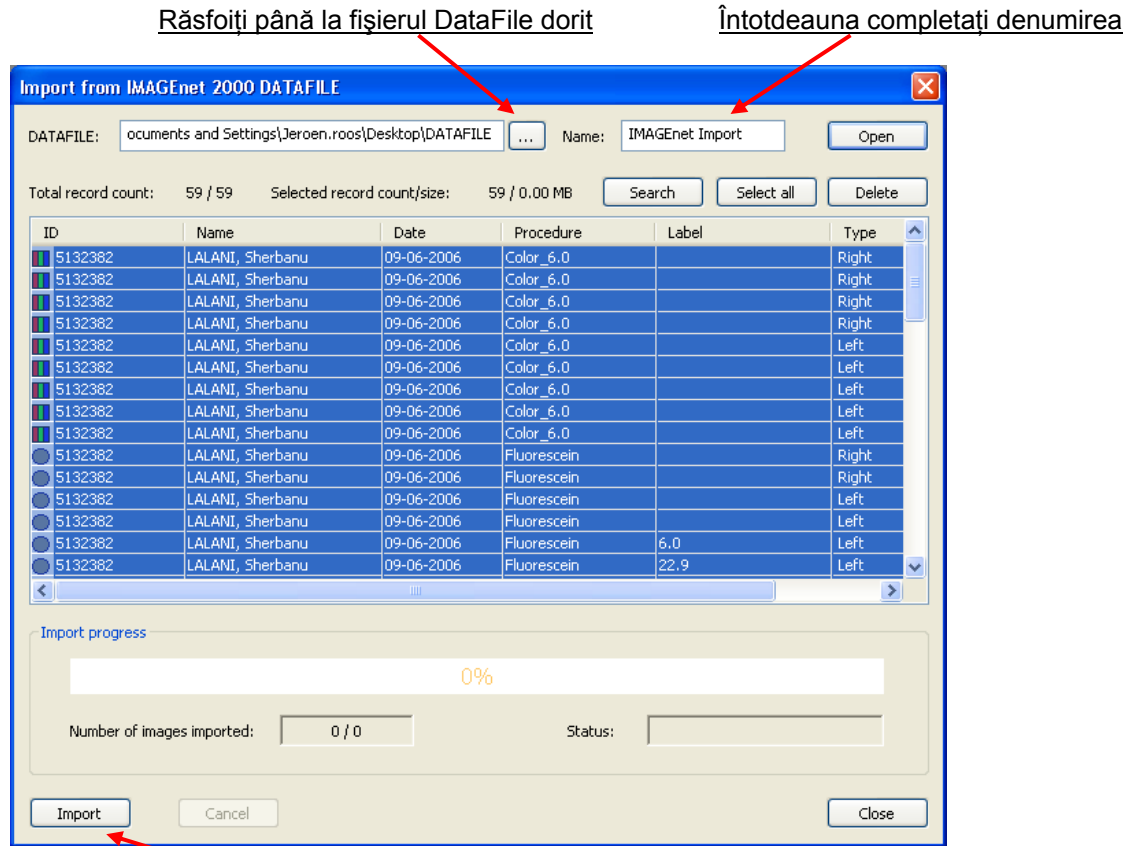 Răsfoiți până la fişierul DataFile dorit Întotdeauna completați denumirea
Import from IMAGEnet 2000 DATAFILE
DATAFILE: ocuments and Settings\Jeroen.roos\Desktop\DATAFILE ... Name: IMAGEnet Import Open
Total record count: 59 / 59 Selected record count/size: 59 / 0.00 MB Search Select all Delete
ID Name Date Procedure Label Type
5132382 LALANI, Sherbanu 09-06-2006 Color_6.0 Right
5132382 LALANI, Sherbanu 09-06-2006 Color_6.0 Right
5132382 LALANI, Sherbanu 09-06-2006 Color_6.0 Right
5132382 LALANI, Sherbanu 09-06-2006 Color_6.0 Right
5132382 LALANI, Sherbanu 09-06-2006 Color_6.0 Left
5132382 LALANI, Sherbanu 09-06-2006 Color_6.0 Left
5132382 LALANI, Sherbanu 09-06-2006 Color_6.0 Left
5132382 LALANI, Sherbanu 09-06-2006 Color_6.0 Left
5132382 LALANI, Sherbanu 09-06-2006 Color_6.0 Left
5132382 LALANI, Sherbanu 09-06-2006 Fluorescein Right
5132382 LALANI, Sherbanu 09-06-2006 Fluorescein Right
5132382 LALANI, Sherbanu 09-06-2006 Fluorescein Left
5132382 LALANI, Sherbanu 09-06-2006 Fluorescein Left
5132382 LALANI, Sherbanu 09-06-2006 Fluorescein 6.0 Left
5132382 LALANI, Sherbanu 09-06-2006 Fluorescein 22.9 Left
Import progress
0%
Number of images imported: 0 / 0 Status:
Import Cancel Close